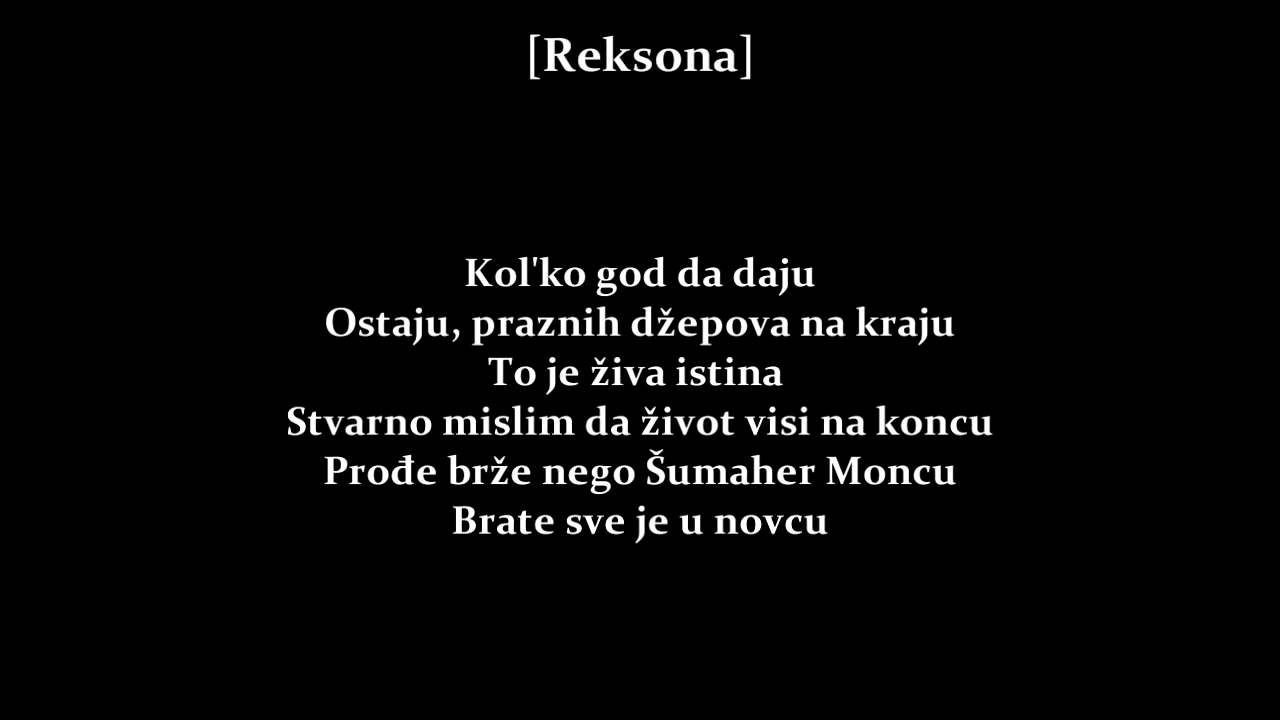 [Reksona]
Kol'ko god da daju
Ostaju, praznih džepova na kraju
To je živa istina
Stvarno mislim da život visi na koncu
Prođe brže nego Šumaher Moncu
Brate sve je u novcu